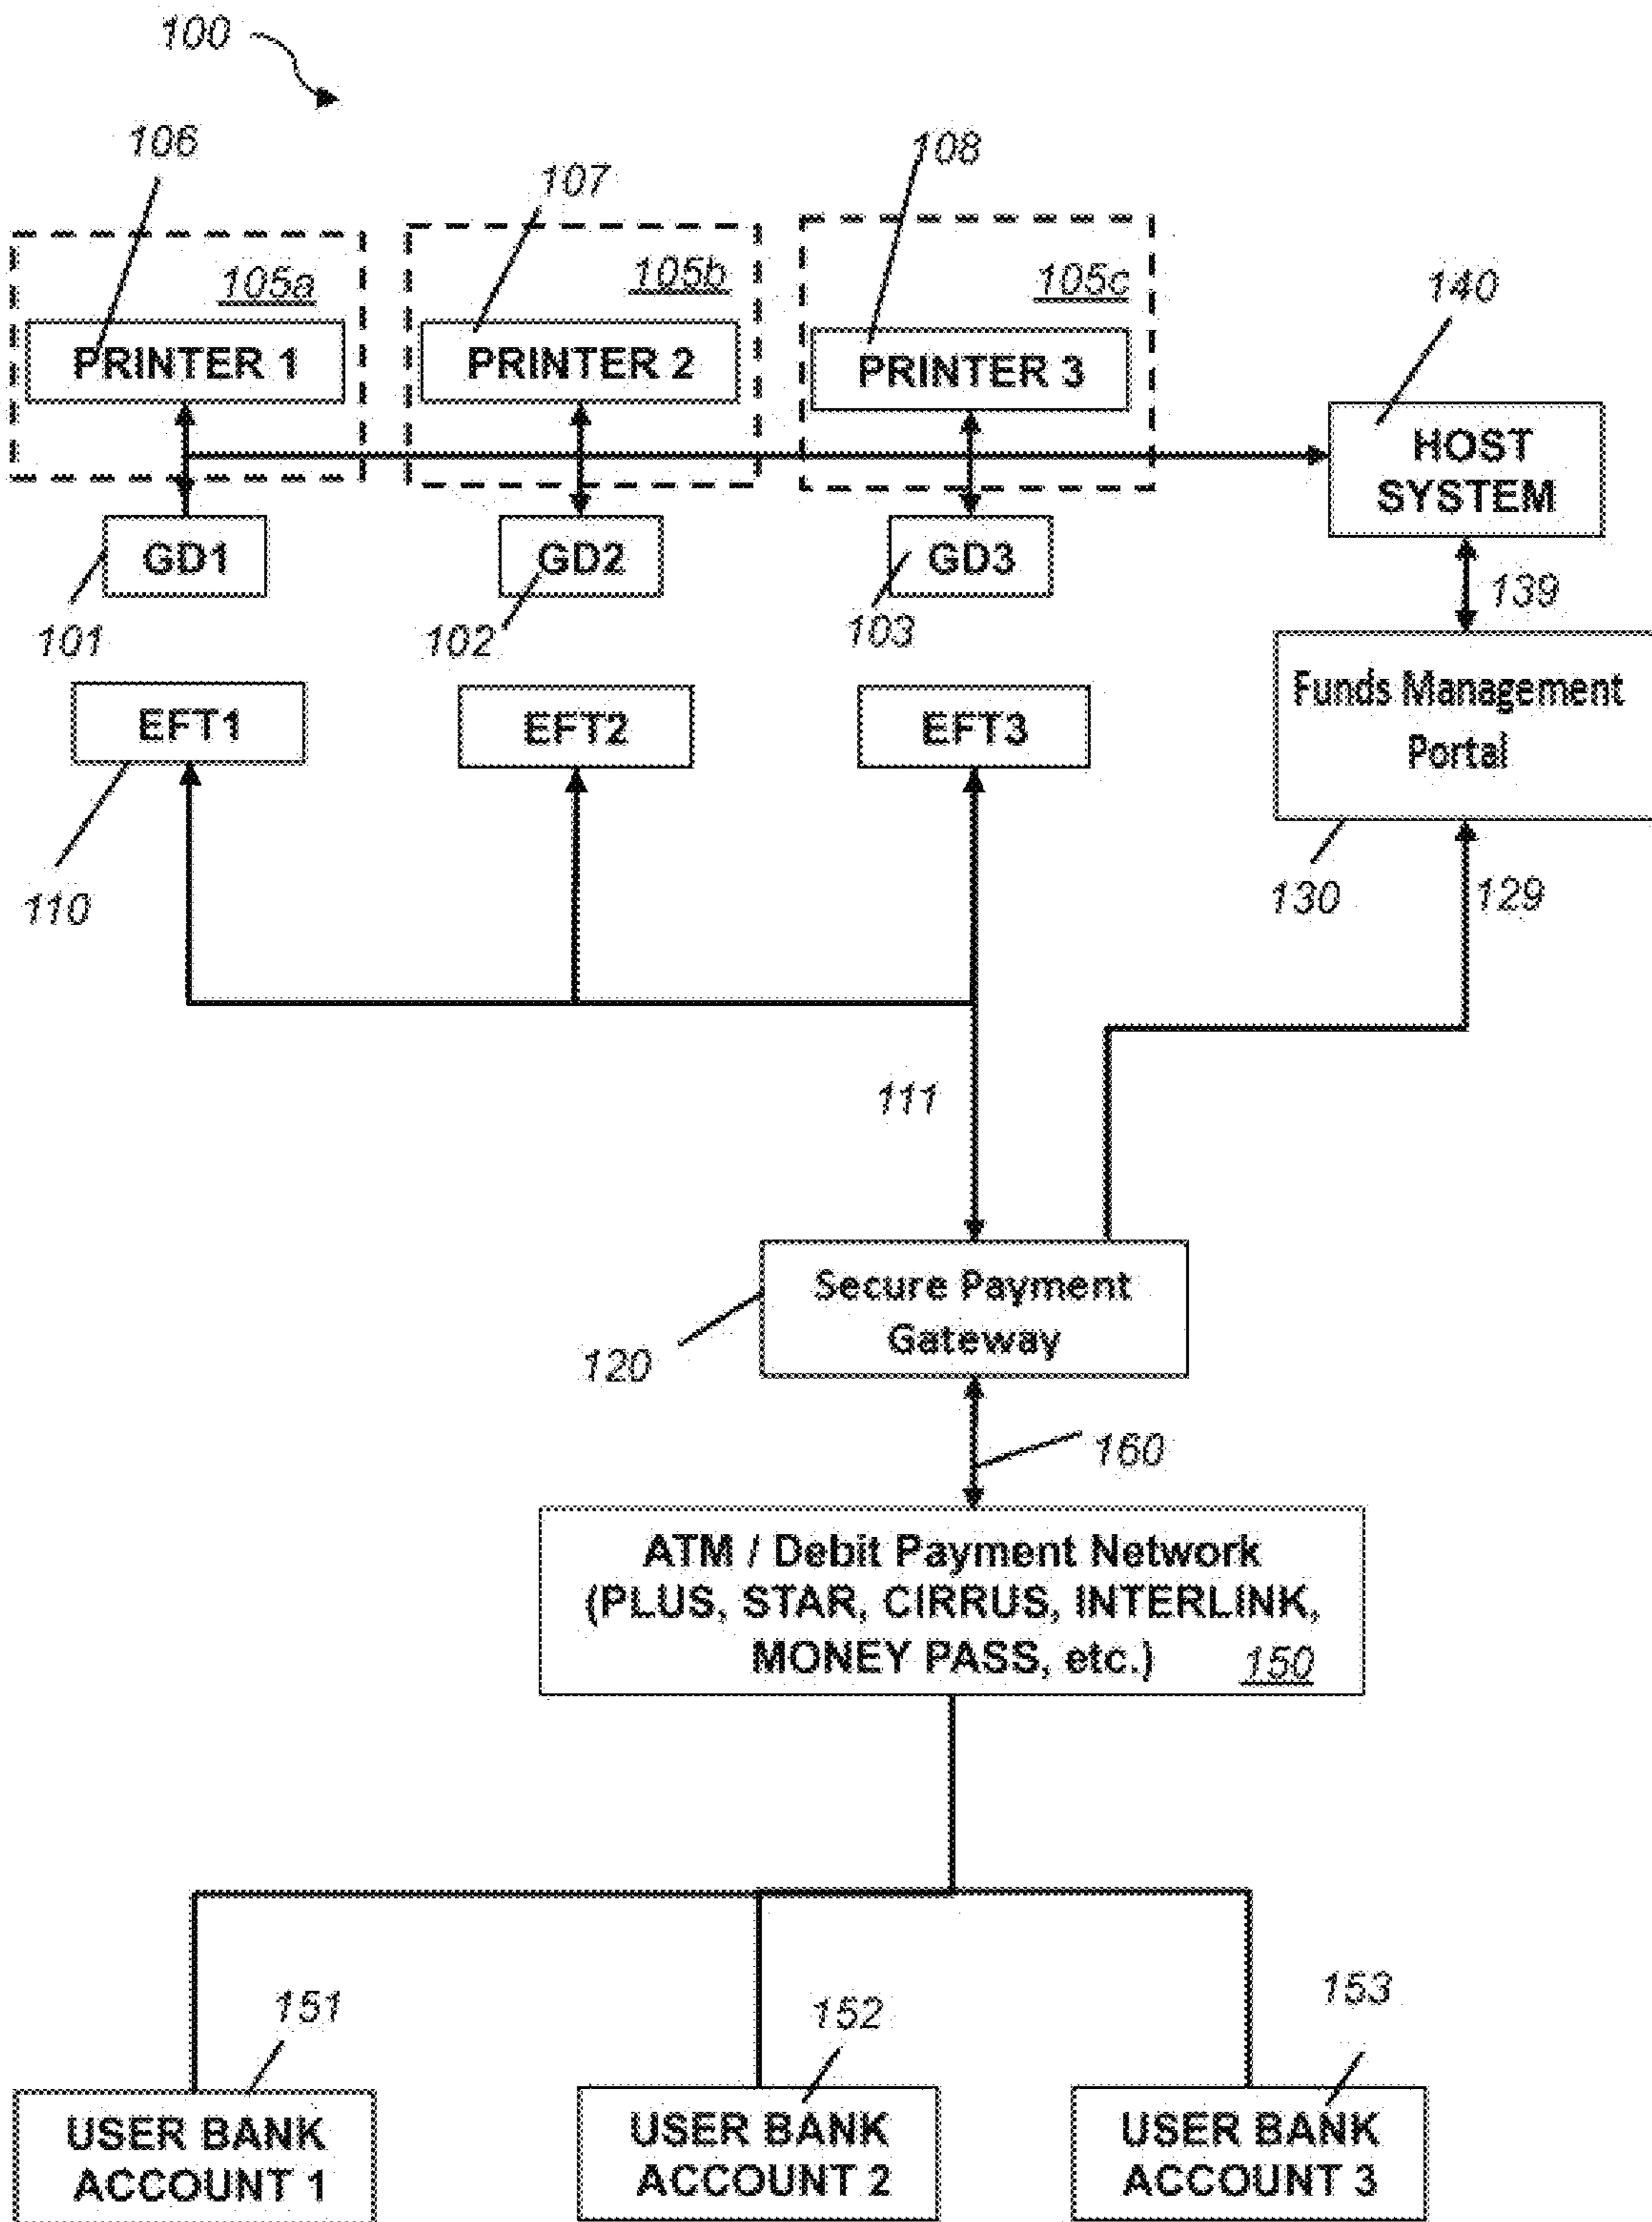 100
106
107
108
105a
105b
105c
140
PRINTER 1
PRINTER 2
PRINTER 3
HOST
SYSTEM
GD1
GD2
GD3
139
101
102
103
Funds Management
Portal
EFT1
EFT2
EFT3
110
130
129
111
Secure Payment
Gateway
120
160
ATM / Debit Payment Network
(PLUS, STAR, CIRRUS, INTERLINK,
MONEY PASS, etc.)
150
151
152
153
USER BANK
ACCOUNT 1
USER BANK
ACCOUNT 2
USER BANK
ACCOUNT 3